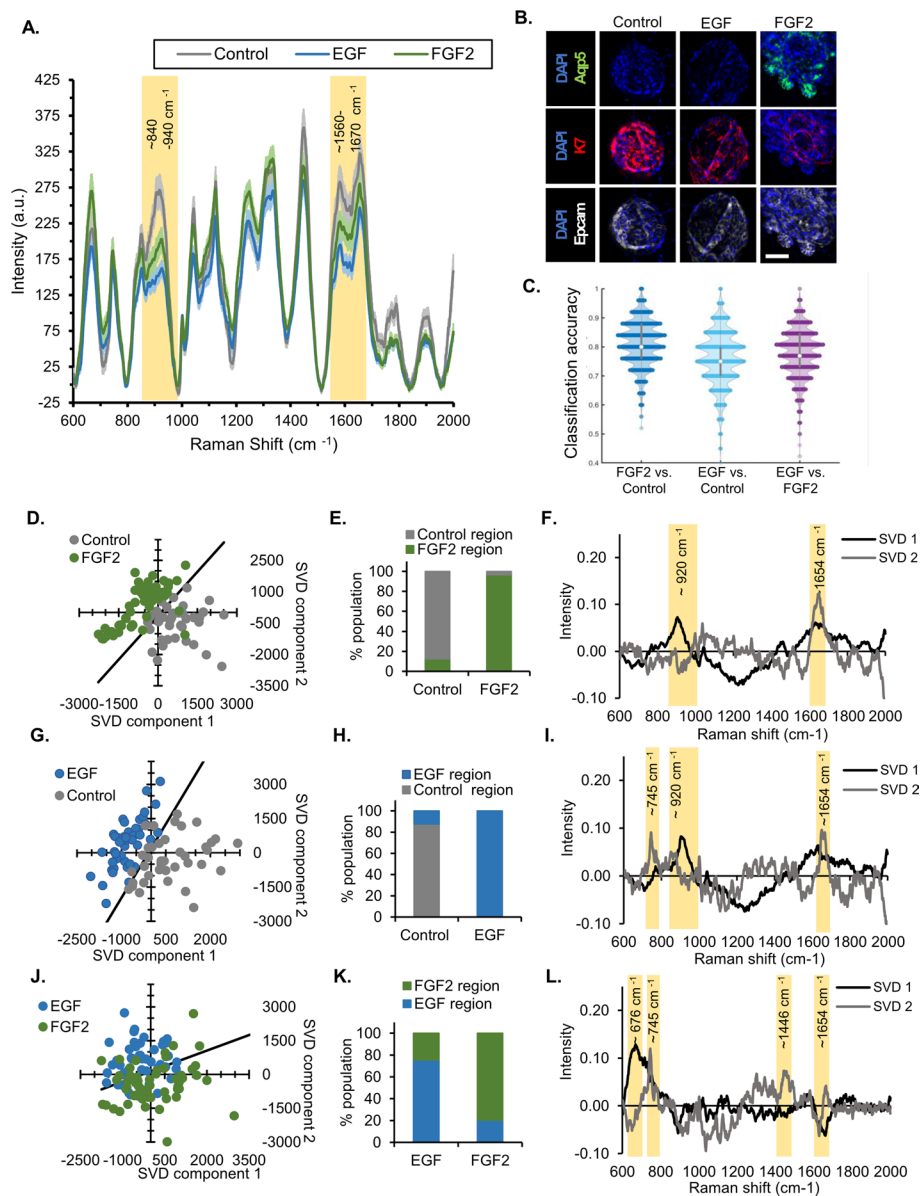 A.
Control
EGF
FGF2
425
375
325
275
225
175
125
75
25
-25
Intensity (a.u.)
~840
-940 cm -1
~1560-
1670 cm -1
600
800
1000
1200
1400
1600
1800
2000
Raman Shift (cm -1)
B.
Control
EGF
FGF2
DAPI
Aqp5
DAPI
K7
DAPI
Epcam
C.
Classification accuracy
1
0.9
0.8
0.7
0.6
0.5
0.4
FGF2 vs.
Control
EGF vs.
Control
EGF vs.
FGF2
D.
Control
FGF2
2500
1000
-500
-2000
-3500
SVD component 2
-3000
-1500
0
1500
3000
SVD component 1
E.
Control region
FGF2 region
% population
100
80
60
40
20
0
Control
FGF2
F.
SVD 1
SVD 2
~ 920 cm -1
~1654 cm -1
Intensity
0.20
0.10
0.00
-0.10
600 800 1000 1200 1400 1600 1800 2000
Raman shift (cm-1)
G.
EGF
Control
3000
1500
0
-1500
-3000
SVD component 2
-2500
-1000
500
2000
SVD component 1
H.
EGF region
Control region
% population
100
80
60
40
20
0
Control
EGF
I.
SVD 1
SVD 2
~745 cm -1
~920 cm -1
~1654 cm -1
Intensity
0.20
0.10
0.00
-0.10
600 800 1000 1200 1400 1600 1800 2000
Raman shift (cm-1)
J.
EGF
FGF2
3000
1500
0
-1500
-3000
SVD component 2
-2500
-500
1500
3500
SVD component 1
K.
FGF2 region
EGF region
% population
100
80
60
40
20
0
EGF
FGF2
L.
SVD 1
SVD 2
~ 676 cm -1
~745 cm -1
~1446 cm -1
~1654 cm -1
Intensity
0.20
0.10
0.00
-0.10
600 800 1000 1200 1400 1600 1800 2000
Raman shift (cm-1)